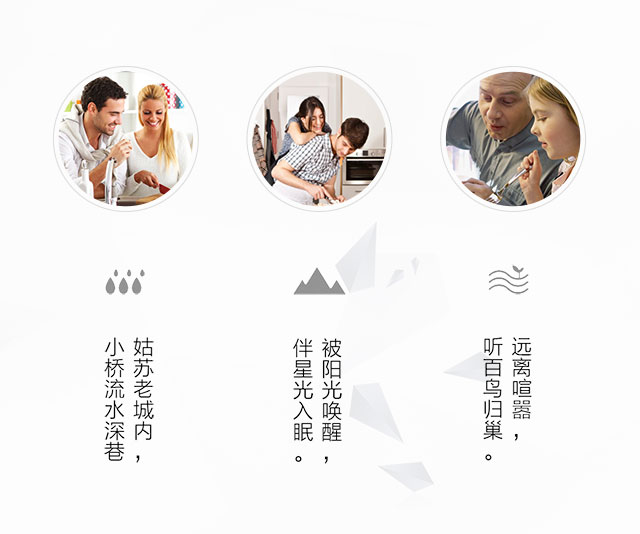 姑苏老城内，
小桥流水深巷
被阳光唤醒，
伴星光入眠。
远离喧嚣，
听百鸟归巢。